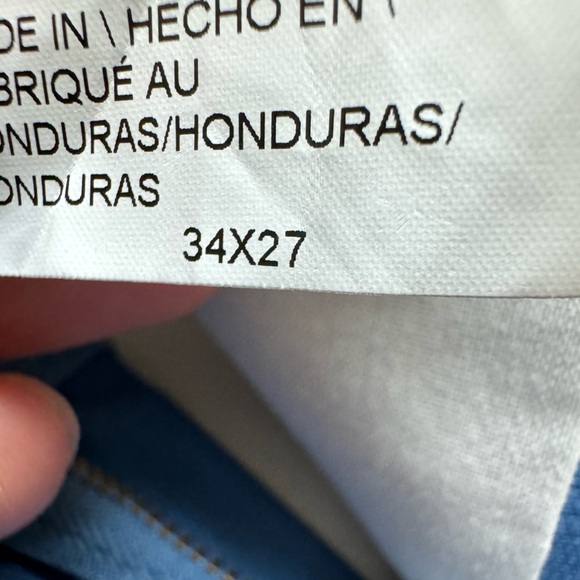 DE IN \ HECHO EN \
BRIQUÉ AU
ONDURAS/HONDURAS/
ONDURAS
34X27